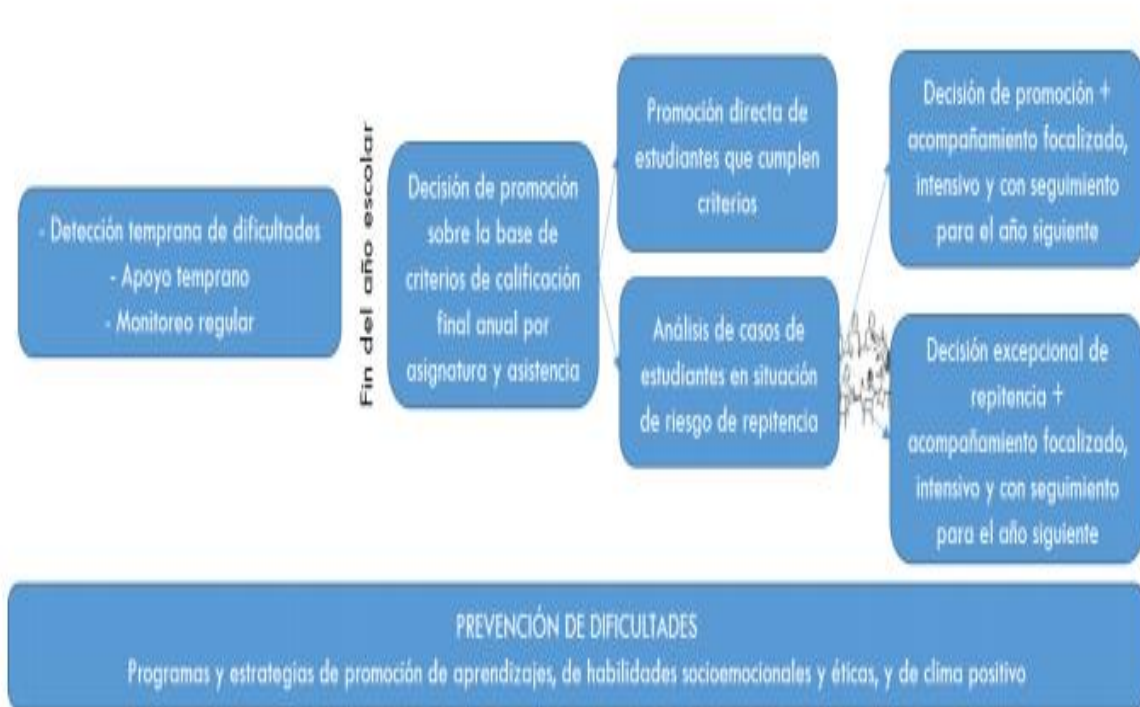 - Detección temprana de dificultades
- Apoyo temprano
- Monitoreo regular
Fin del año escolar
Decisión de promoción
sobre la base de
criterios de calificación
final anual por
asignatura y asistencia
Promoción directa de
estudiantes que cumplen
criterios
Análisis de casos de
estudiantes en situación
de riesgo de repitencia
Decisión de promoción +
acompañamiento focalizado,
intensivo y con seguimiento
para el año siguiente
Decisión excepcional de
repitencia +
acompañamiento focalizado,
intensivo y con seguimiento
para el año siguiente
PREVENCIÓN DE DIFICULTADES
Programas y estrategias de promoción de aprendizajes, de habilidades socioemocionales y éticas, y de clima positivo